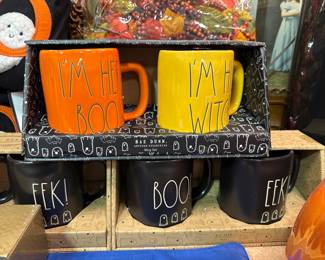 I'M HE
BOO
I'M H
WITC
RAE DUNN
EEK!
BOO
EEK!